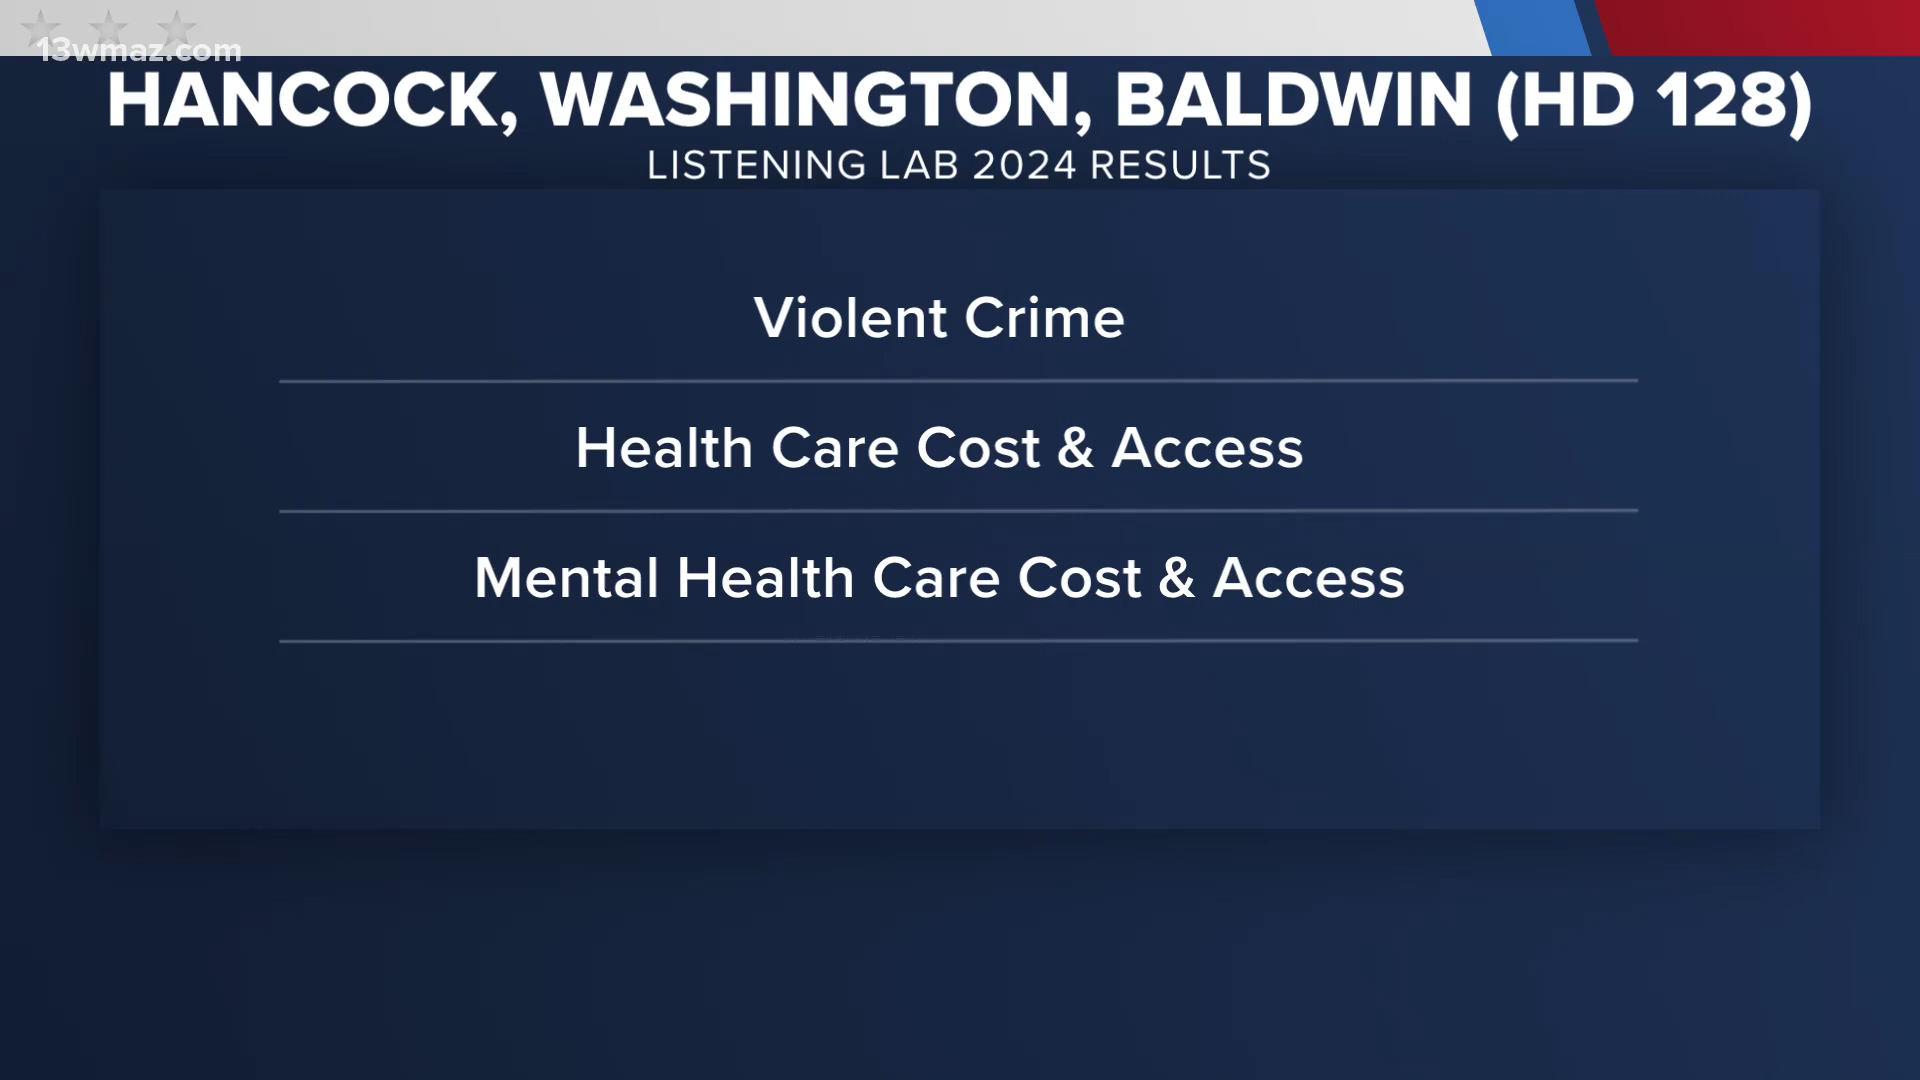 13wmaz.com
HANCOCK, WASHINGTON, BALDWIN (HD 128)
LISTENING LAB 2024 RESULTS
Violent Crime
Health Care Cost & Access
Mental Health Care Cost & Access